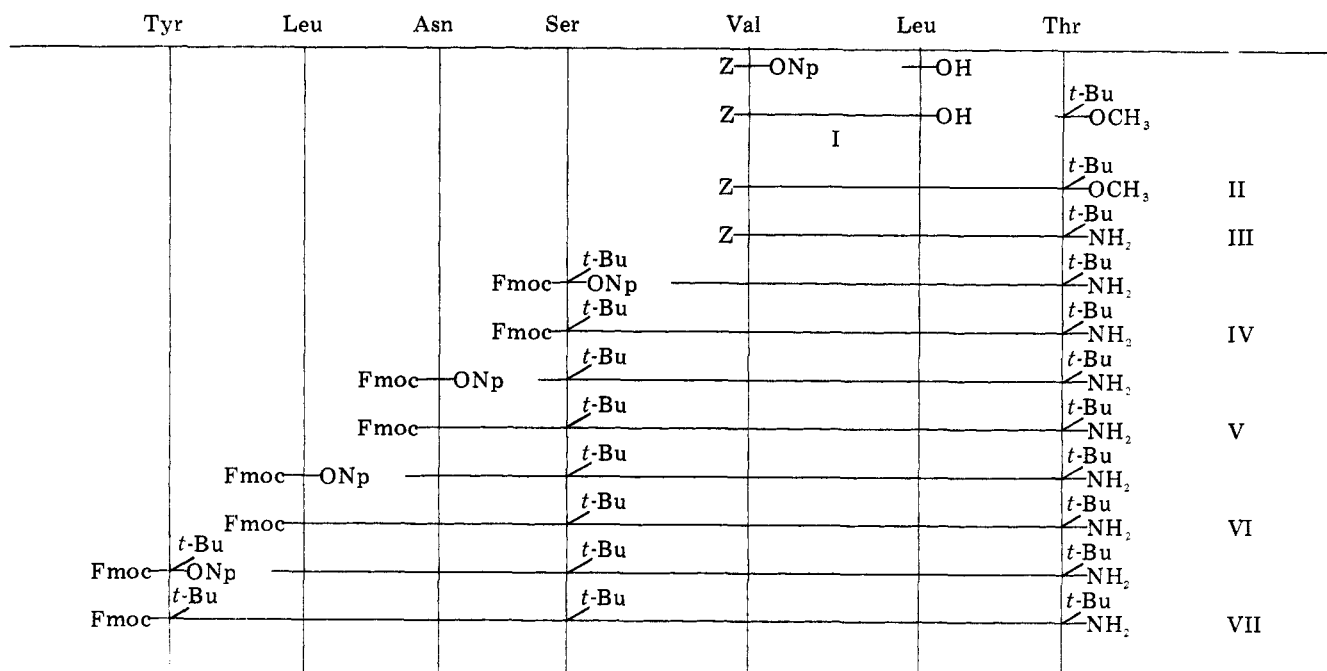 Tyr Leu Asn Ser Val Leu Thr
Z ONp OH
t-Bu
Z OH OCH₃
I
t-Bu
Z OCH₃ II
t-Bu
Z NH₂ III
t-Bu t-Bu
Fmoc ONp NH₂
t-Bu t-Bu
Fmoc NH₂ IV
t-Bu t-Bu
Fmoc ONp NH₂
t-Bu t-Bu
Fmoc NH₂ V
t-Bu t-Bu
Fmoc ONp NH₂
t-Bu t-Bu
Fmoc NH₂ VI
t-Bu t-Bu t-Bu
Fmoc ONp NH₂
t-Bu t-Bu t-Bu
Fmoc NH₂ VII